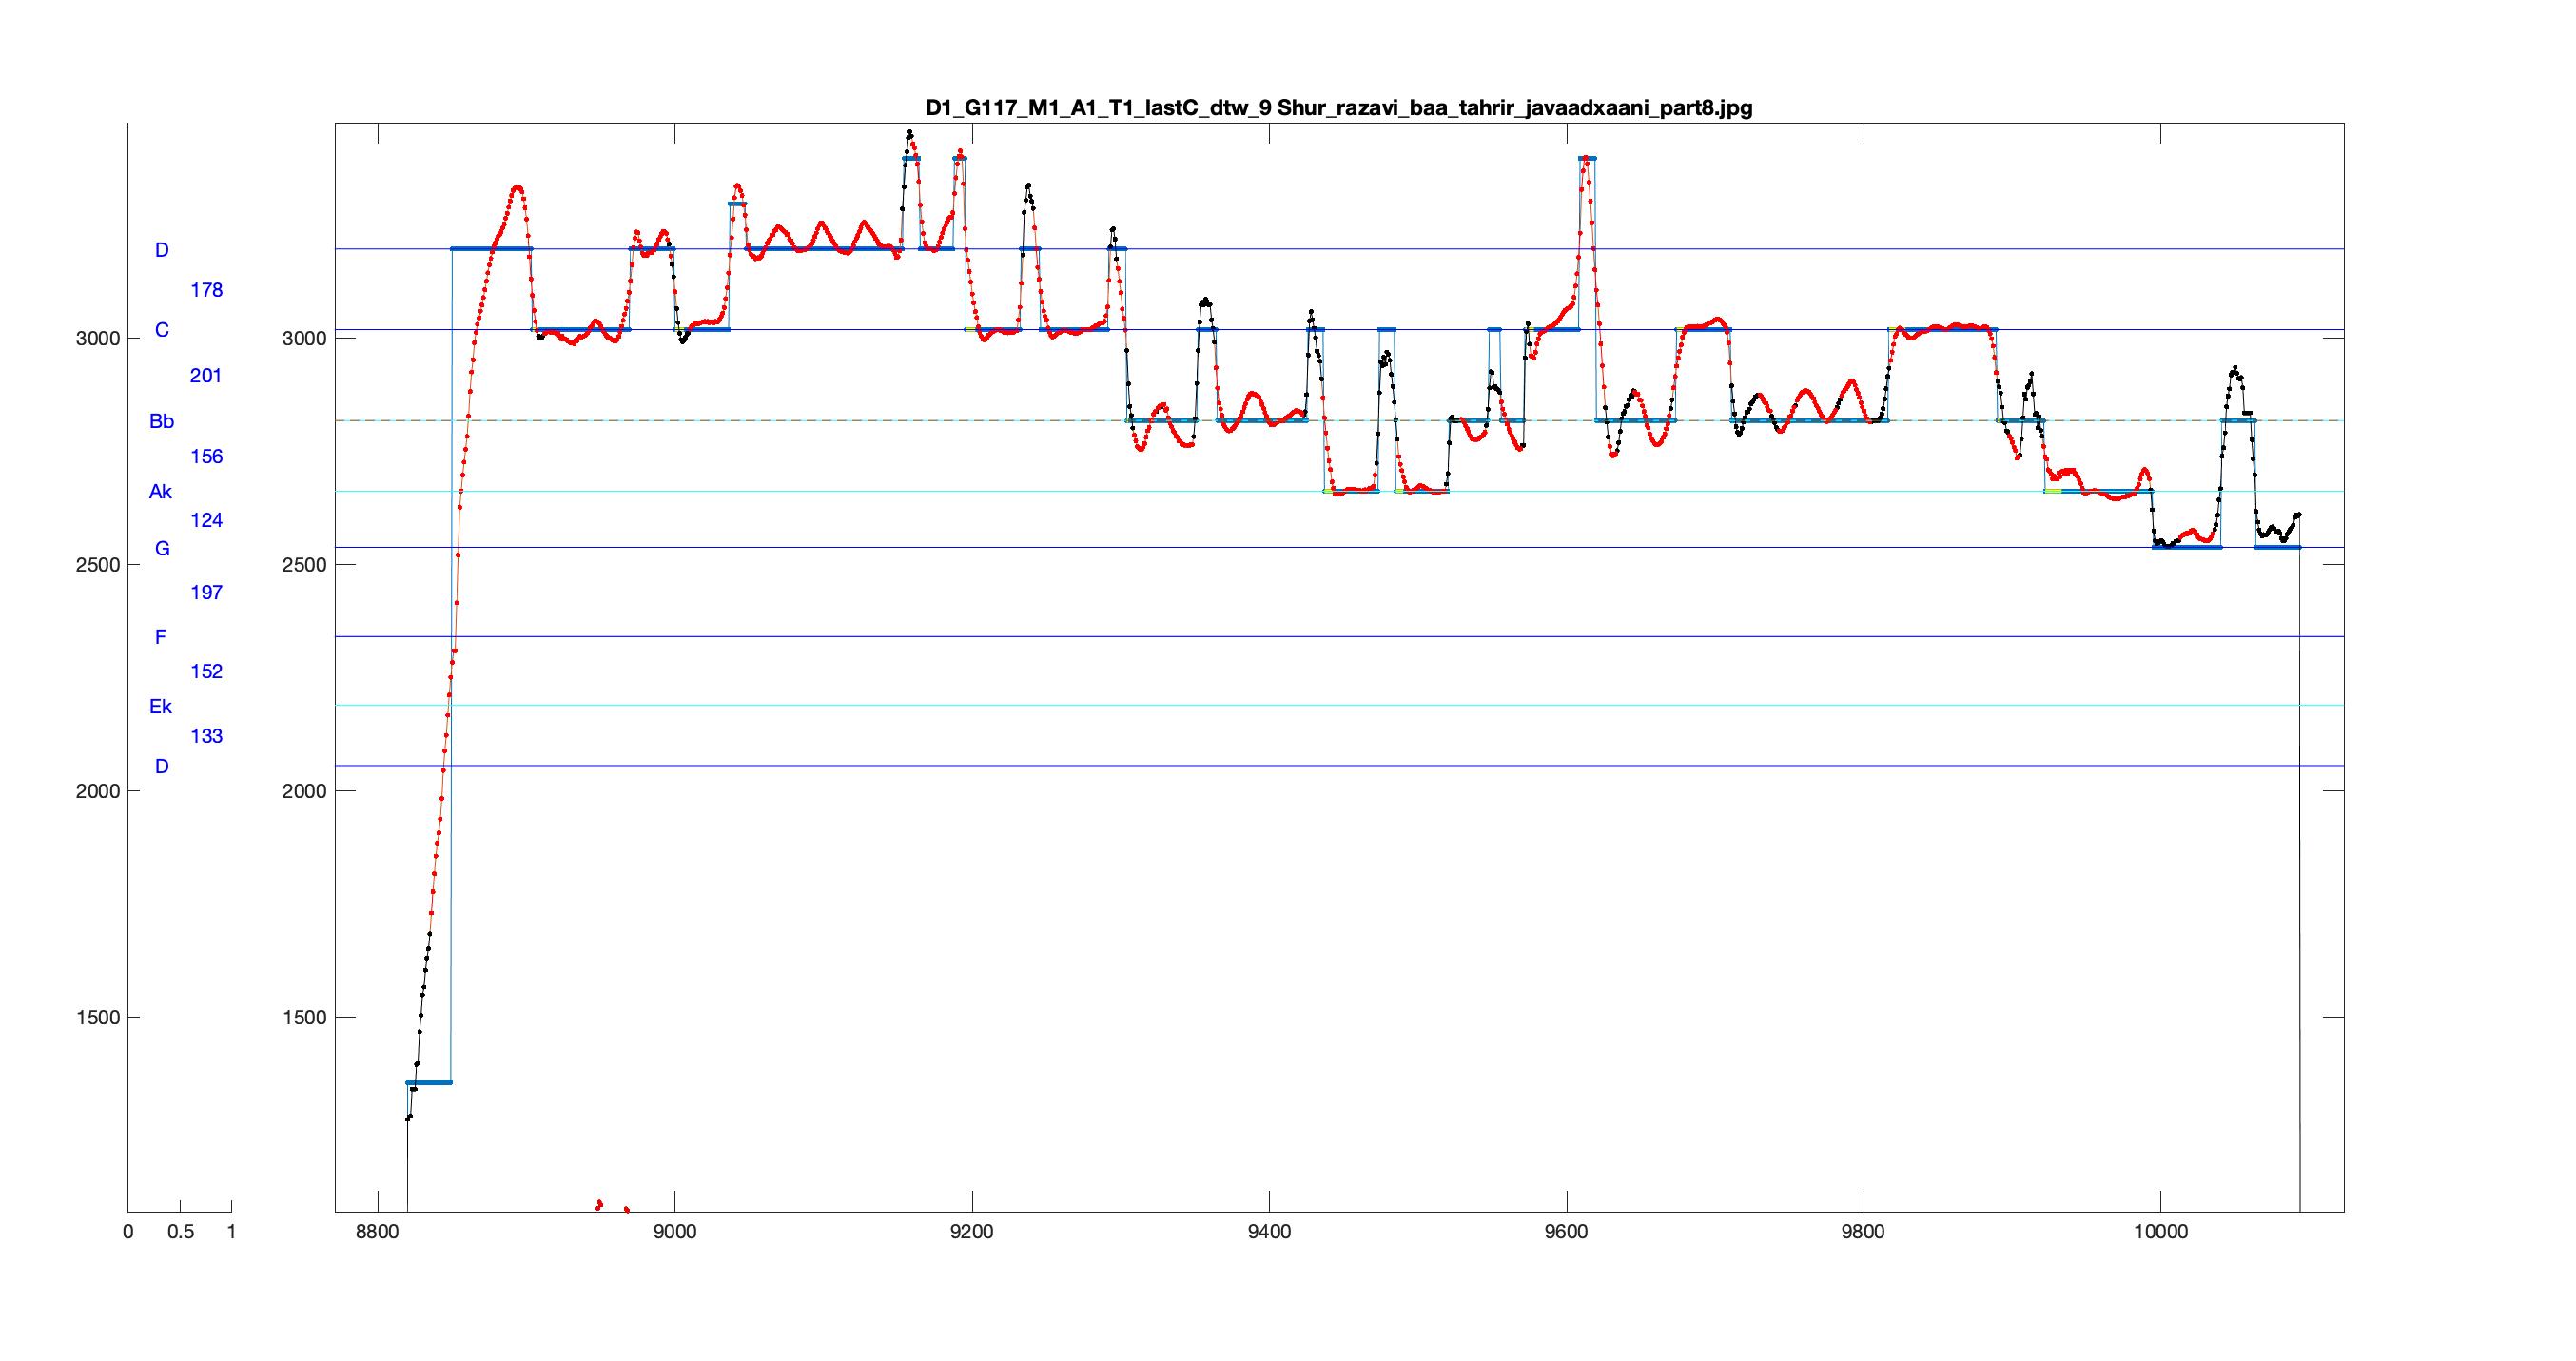 D1_G117_M1_A1_T1_lastC_dtw_9 Shur_razavi_baa_tahrir_javaadxaani_part8.jpg
D
178
C
3000 3000
201
Bb
156
Ak
124
G
2500 2500
197
F
152
Ek
133
D
2000 2000
1500 1500
0 0.5 1 8800 9000 9200 9400 9600 9800 10000